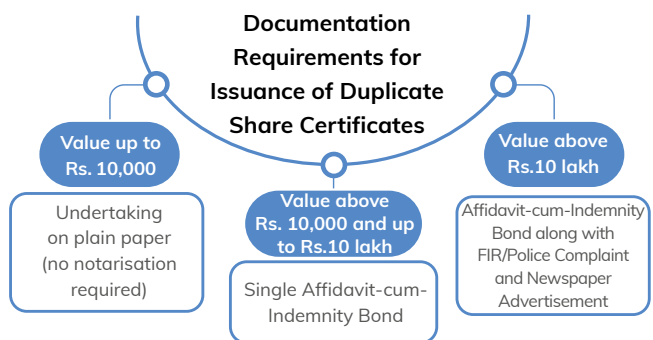 Documentation
Requirements for
Issuance of Duplicate
Share Certificates
Value up to
Rs. 10,000
Undertaking
on plain paper
(no notarisation
required)
Value above
Rs. 10,000 and up
to Rs.10 lakh
Single Affidavit-cum-
Indemnity Bond
Value above
Rs.10 lakh
Affidavit-cum-Indemnity
Bond along with
FIR/Police Complaint
and Newspaper
Advertisement